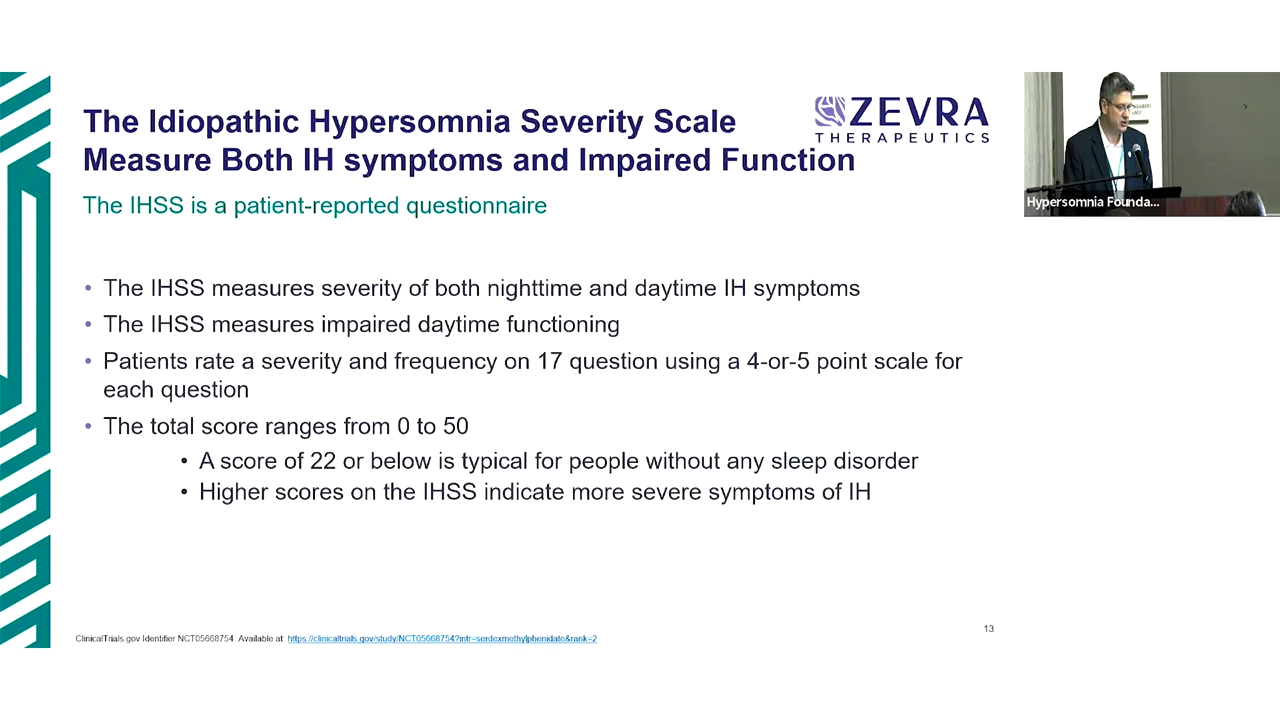 The Idiopathic Hypersomnia Severity Scale
Measure Both IH symptoms and Impaired Function
ZEVRA
THERAPEUTICS
The IHSS is a patient-reported questionnaire
• The IHSS measures severity of both nighttime and daytime IH symptoms
• The IHSS measures impaired daytime functioning
• Patients rate a severity and frequency on 17 question using a 4-or-5 point scale for
each question
• The total score ranges from 0 to 50
• A score of 22 or below is typical for people without any sleep disorder
• Higher scores on the IHSS indicate more severe symptoms of IH
ClinicalTrials.gov Identifier NCT05668754. Available at https://clinicaltrials.gov/study/NCT05668754?intr=serdexmethylphenidate&rank=2
13
Hypersomnia Founda...